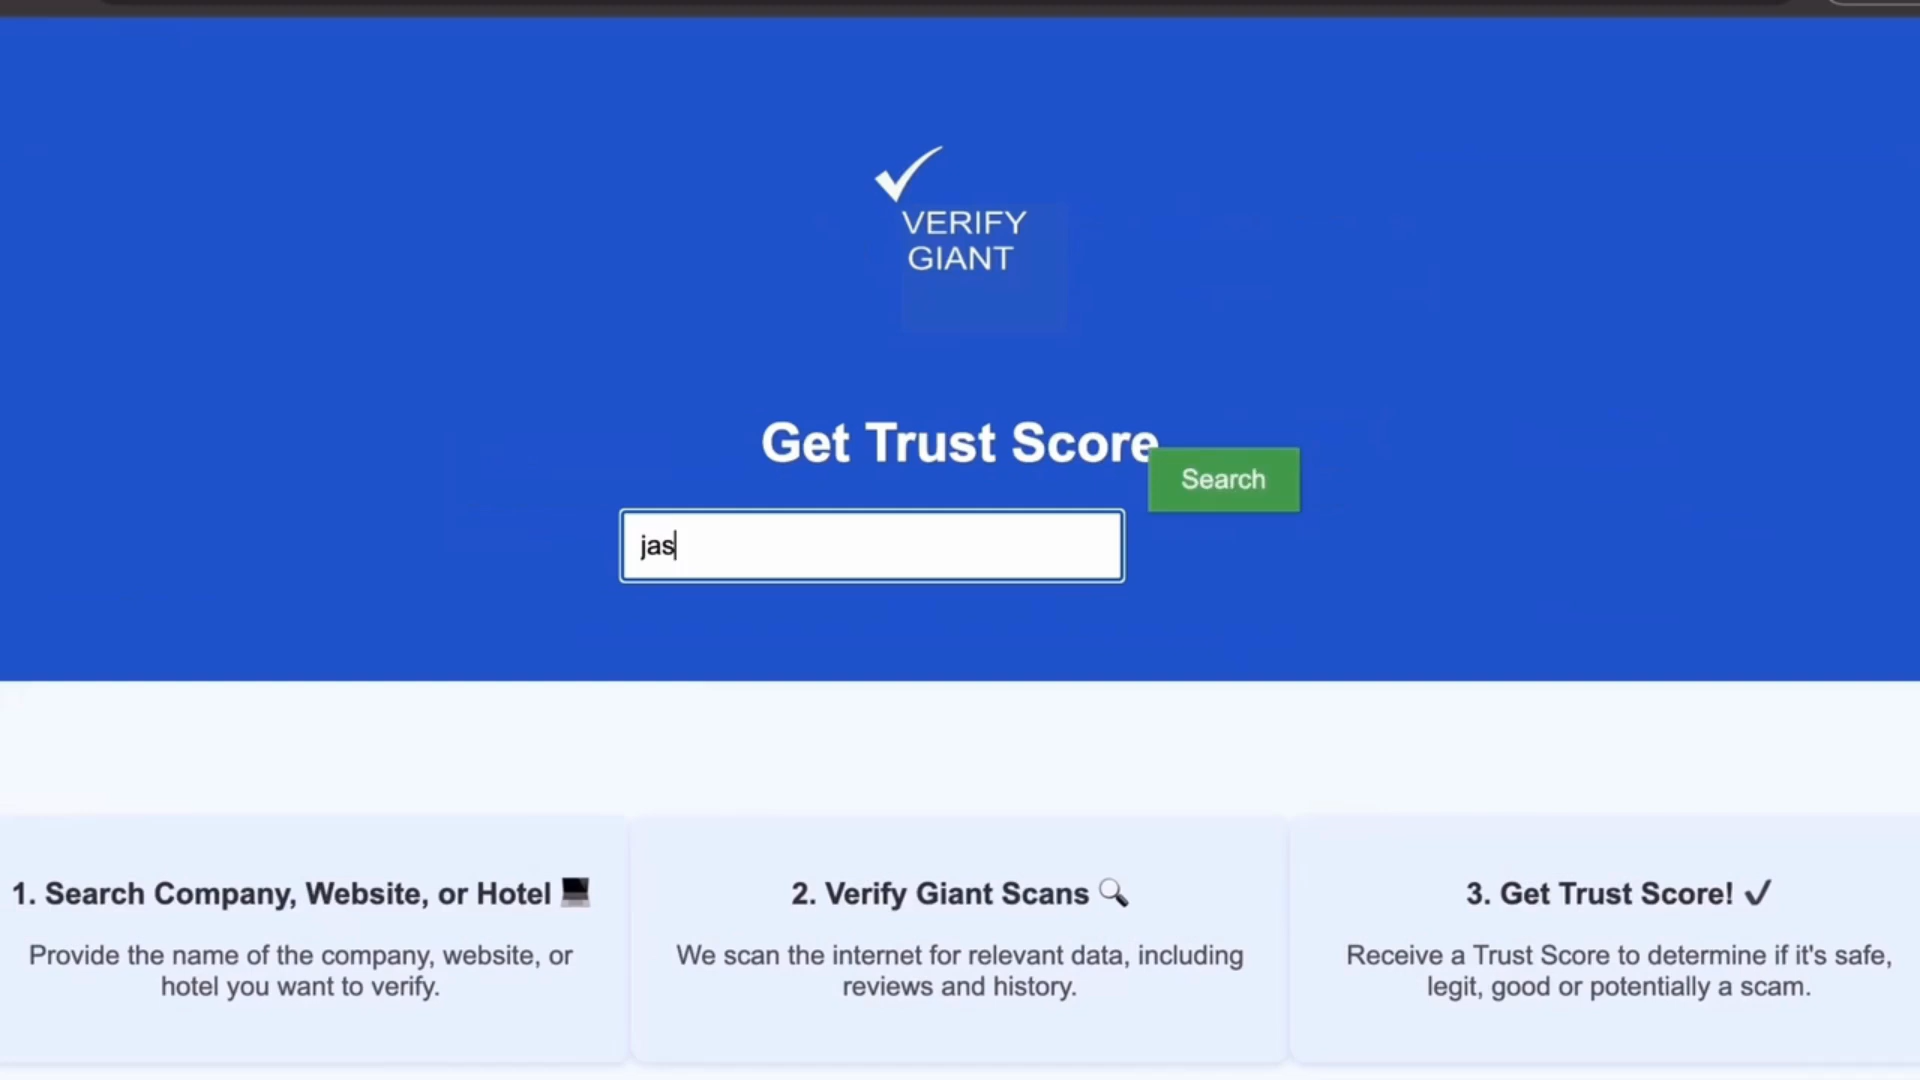 VERIFY
GIANT
Get Trust Score
Search
jas
1. Search Company, Website, or Hotel
Provide the name of the company, website, or
hotel you want to verify.
2. Verify Giant Scans
We scan the internet for relevant data, including
reviews and history.
3. Get Trust Score!
Receive a Trust Score to determine if it's safe,
legit, good or potentially a scam.